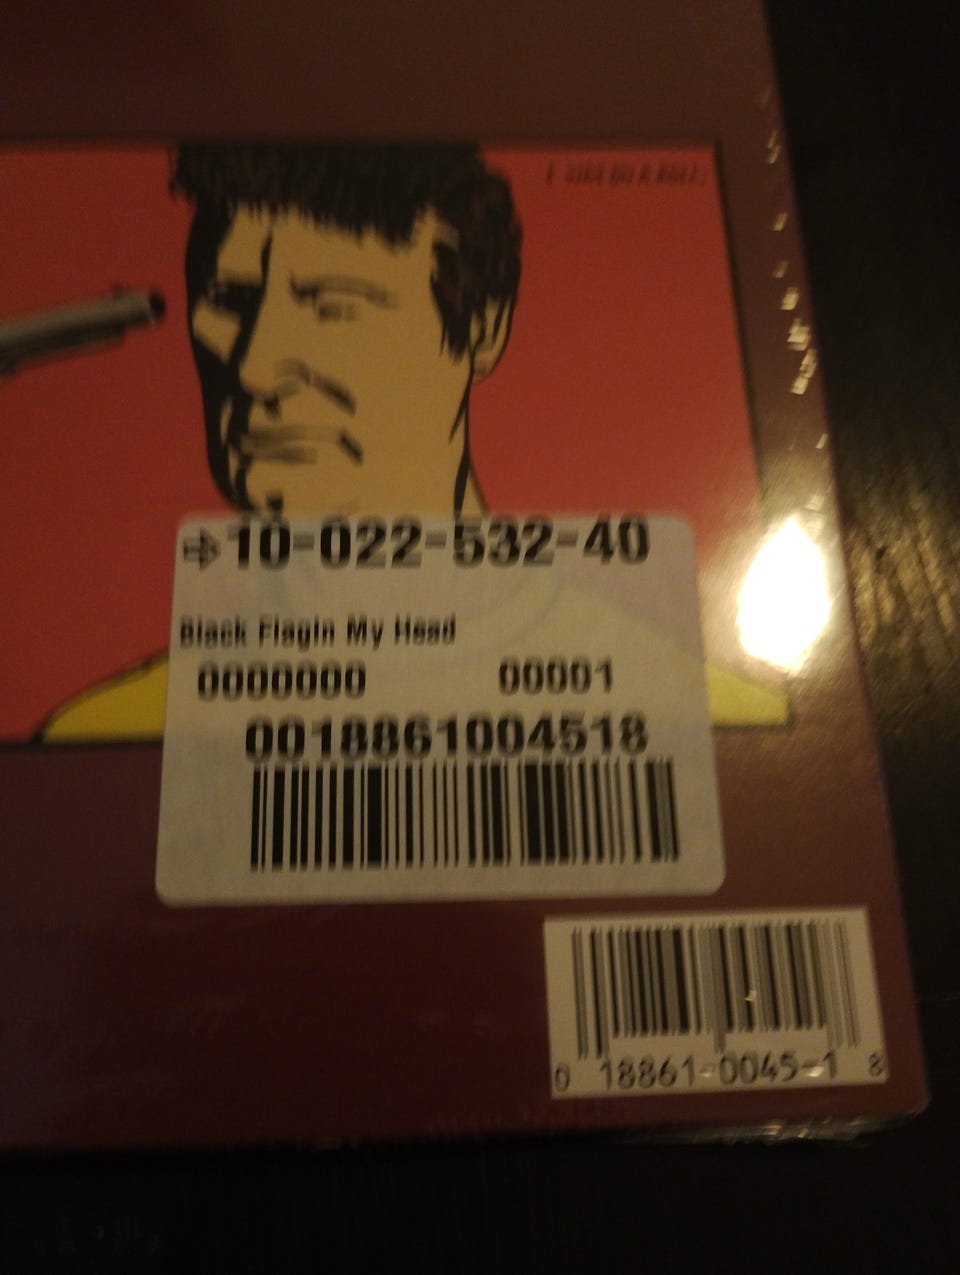 ⇒10-022-532-40
Black FlagIn My Head
0000000 00001
0018861004518
0 18861-0045-1 8